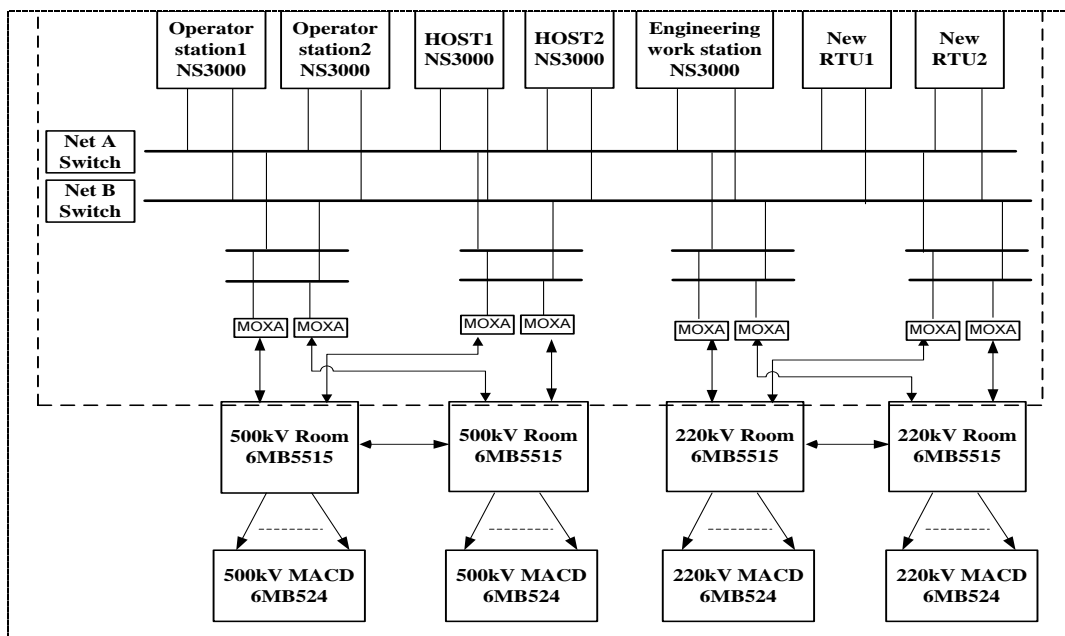 Operator station1 NS3000
Operator station2 NS3000
HOST1 NS3000
HOST2 NS3000
Engineering work station NS3000
New RTU1
New RTU2
Net A Switch
Net B Switch
MOXA
MOXA
MOXA
MOXA
MOXA
MOXA
MOXA
MOXA
500kV Room
6MB5515
500kV Room
6MB5515
220kV Room
6MB5515
220kV Room
6MB5515
500kV MACD
6MB524
500kV MACD
6MB524
220kV MACD
6MB524
220kV MACD
6MB524